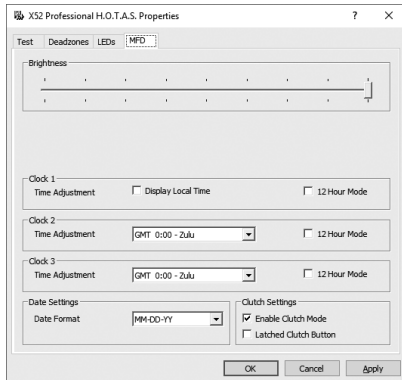 X52 Professional H.O.T.A.S. Properties ? X
Test Deadzones LEDs MFD
Brightness
Clock 1
Time Adjustment Display Local Time 12 Hour Mode
Clock 2
Time Adjustment GMT 0:00 - Zulu 12 Hour Mode
Clock 3
Time Adjustment GMT 0:00 - Zulu 12 Hour Mode
Date Settings Clutch Settings
Date Format MM-DD-YY Enable Clutch Mode
Latched Clutch Button
OK Cancel Apply